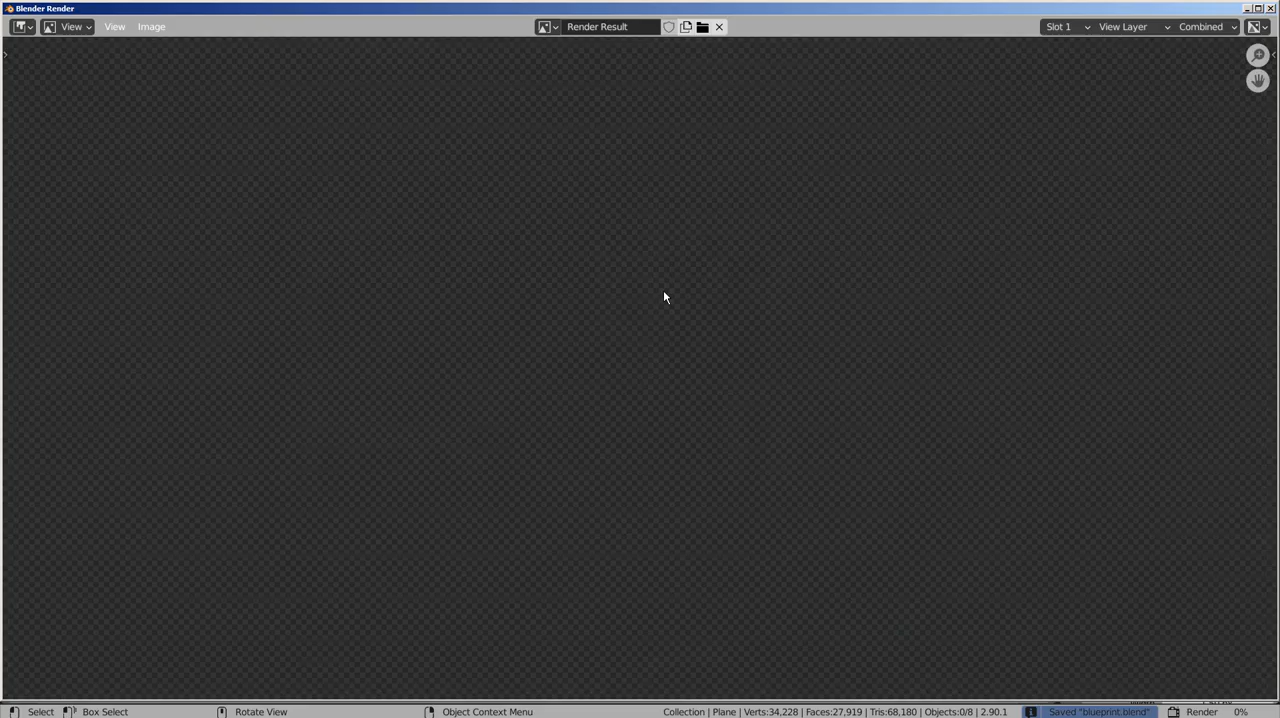 Blender Render
View View Image Render Result Slot 1 View Layer Combined
Select Box Select Rotate View Object Context Menu Collection | Plane | Verts:34,228 | Faces:27,919 | Tris:68,180 | Objects:0/8 | 2.90.1 Saved "blueprint.blend" Render 0%